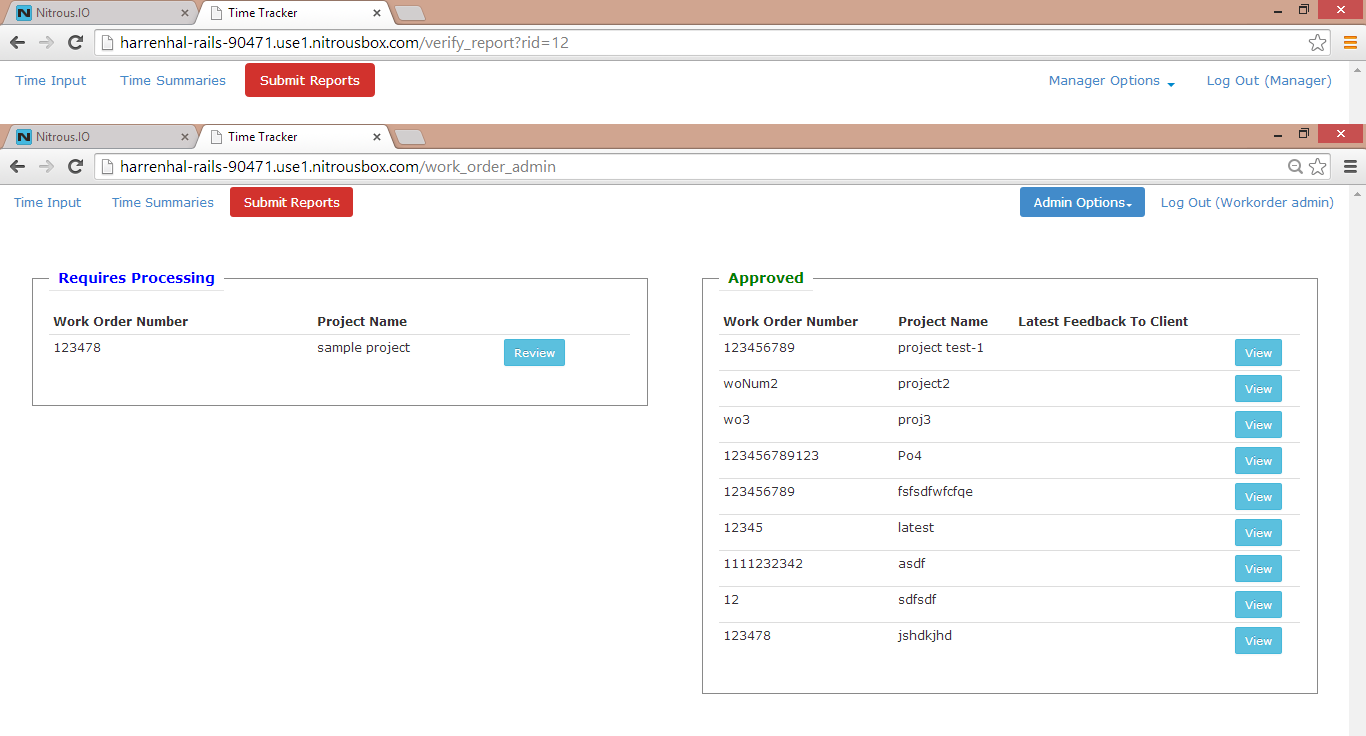 Nitrous.IO Time Tracker
harrenhal-rails-90471.use1.nitrousbox.com/verify_report?rid=12
Time Input Time Summaries Submit Reports Manager Options Log Out (Manager)
Nitrous.IO Time Tracker
harrenhal-rails-90471.use1.nitrousbox.com/work_order_admin
Time Input Time Summaries Submit Reports Admin Options Log Out (Workorder admin)
Requires Processing
Work Order Number Project Name
123478 sample project Review
Approved
Work Order Number Project Name Latest Feedback To Client
123456789 project test-1 View
woNum2 project2 View
wo3 proj3 View
123456789123 Po4 View
123456789 fsfsdfwfcfqe View
12345 latest View
1111232342 asdf View
12 sdfsdf View
123478 jshdkjhd View